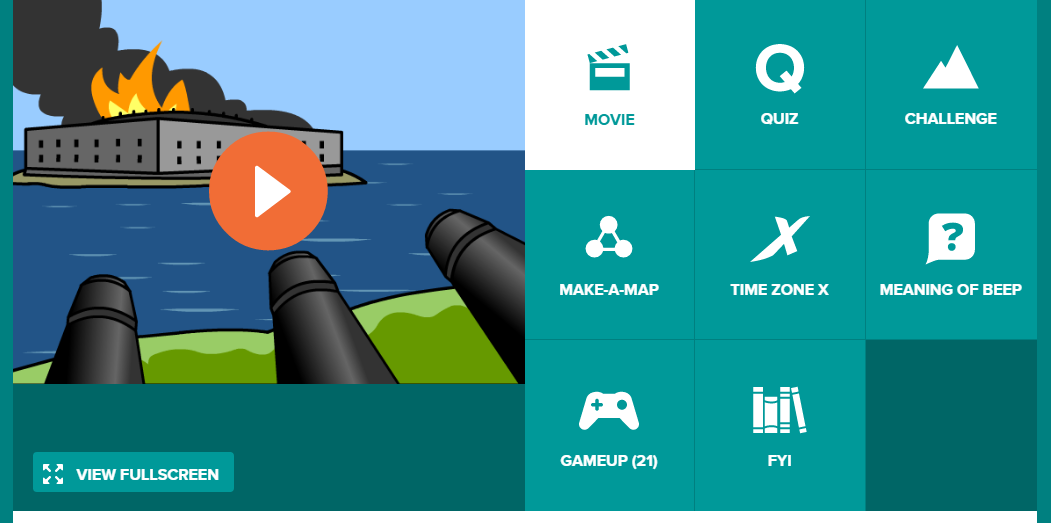 MOVIE
QUIZ
CHALLENGE
MAKE-A-MAP
TIME ZONE X
MEANING OF BEEP
GAMEUP (21)
FYI
VIEW FULLSCREEN